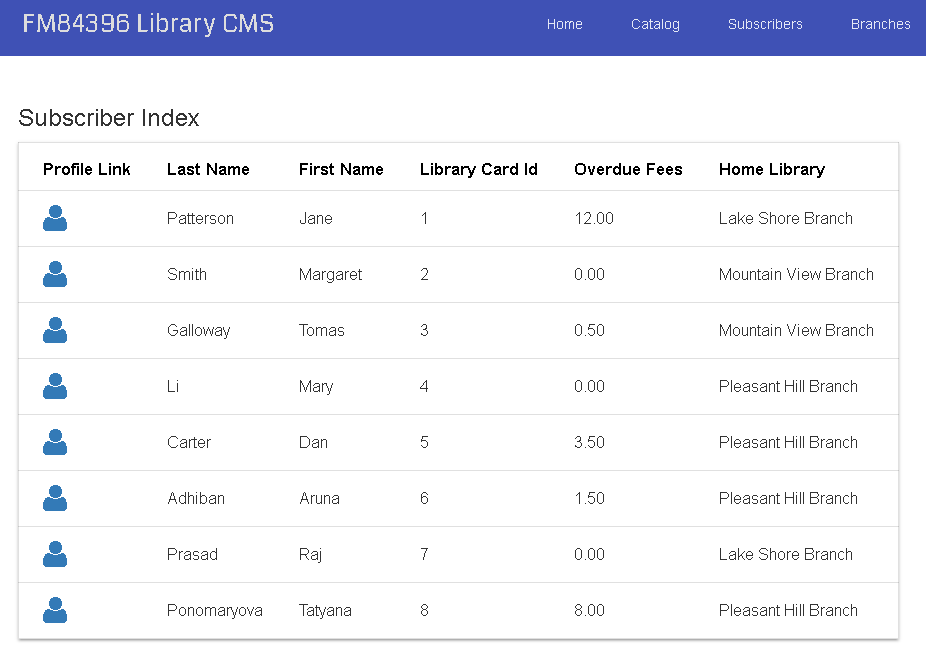 FM84396 Library CMS Home Catalog Subscribers Branches
Subscriber Index
Profile Link Last Name First Name Library Card Id Overdue Fees Home Library
Patterson Jane 1 12.00 Lake Shore Branch
Smith Margaret 2 0.00 Mountain View Branch
Galloway Tomas 3 0.50 Mountain View Branch
Li Mary 4 0.00 Pleasant Hill Branch
Carter Dan 5 3.50 Pleasant Hill Branch
Adhiban Aruna 6 1.50 Pleasant Hill Branch
Prasad Raj 7 0.00 Lake Shore Branch
Ponomaryova Tatyana 8 8.00 Pleasant Hill Branch